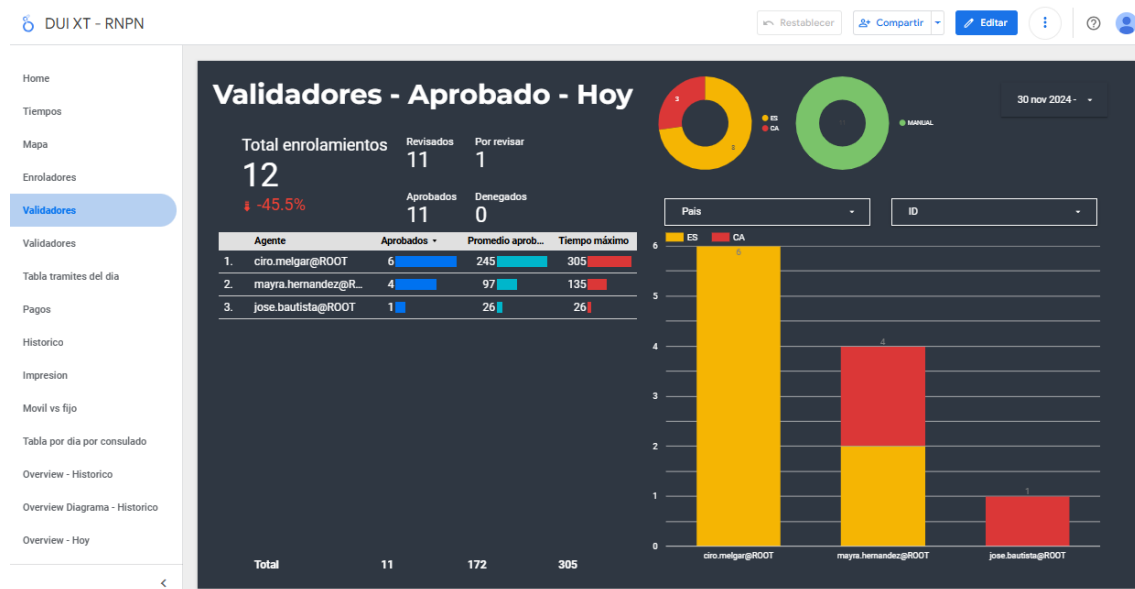 DUI XT - RNPN
Restablecer
Compartir
Editar
Home
Tiempos
Mapa
Enroladores
Validadores
Validadores
Tabla tramites del dia
Pagos
Historico
Impresion
Movil vs fijo
Tabla por dia por consulado
Overview - Historico
Overview Diagrama - Historico
Overview - Hoy
Validadores - Aprobado - Hoy
Total enrolamientos
12
-45.5%
Revisados
11
Por revisar
1
Aprobados
11
Denegados
0
3
8
ES
CA
11
MANUAL
30 nov 2024 -
Pais
ID
Agente Aprobados Promedio aprob... Tiempo máximo
1. ciro.melgar@ROOT 6 245 305
2. mayra.hernandez@R... 4 97 135
3. jose.bautista@ROOT 1 26 26
Total 11 172 305
ES CA
6
5
4
3
2
1
0
6
4
1
ciro.melgar@ROOT mayra.hernandez@ROOT jose.bautista@ROOT